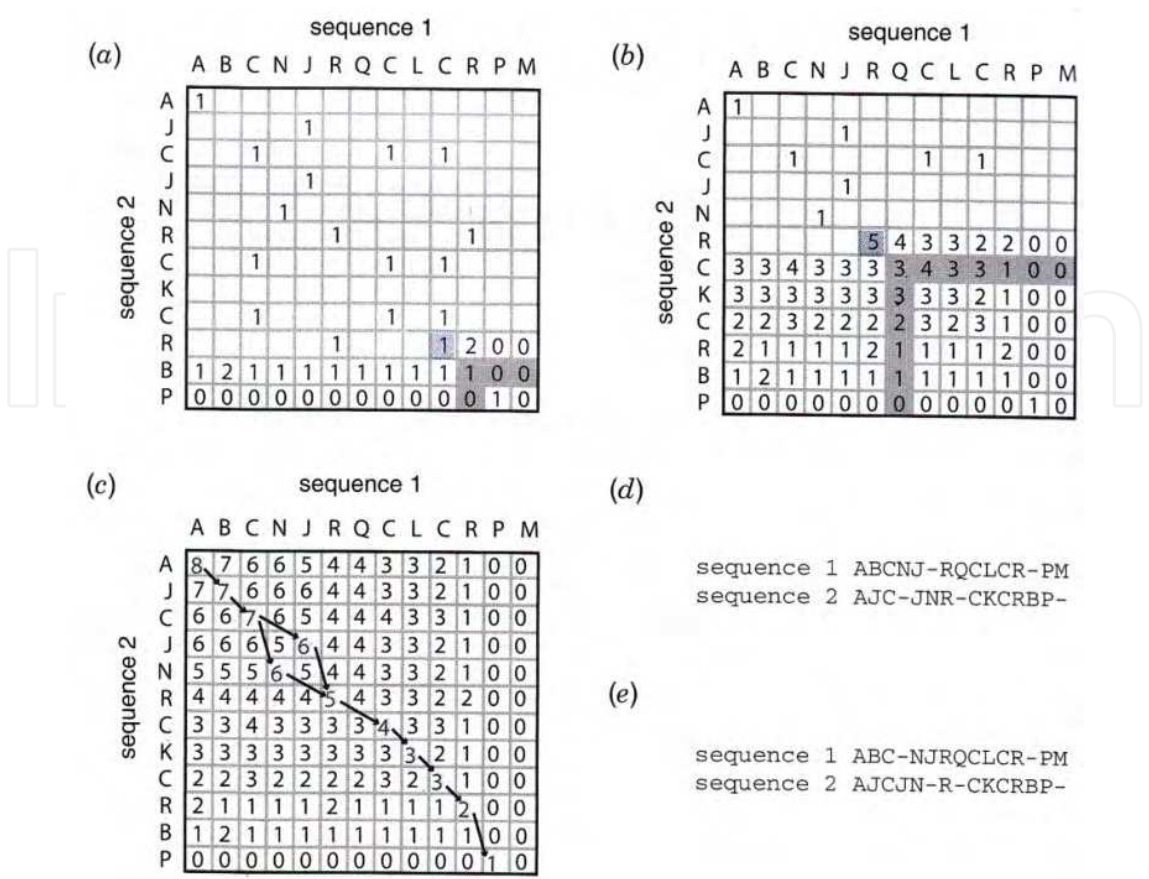 (a)
sequence 1
A B C N J R Q C L C R P M
sequence 2
A 1
J 1
C 1 1 1
J 1
N 1
R 1 1
C 1 1 1
K
C 1 1 1
R 1 1 2 0 0
B 1 2 1 1 1 1 1 1 1 1 1 0 0
P 0 0 0 0 0 0 0 0 0 0 0 1 0
(b)
sequence 1
A B C N J R Q C L C R P M
sequence 2
A 1
J 1
C 1 1 1
J 1
N 1
R 5 4 3 3 2 2 0 0
C 3 3 4 3 3 3 3 4 3 3 1 0 0
K 3 3 3 3 3 3 3 3 3 2 1 0 0
C 2 2 3 2 2 2 2 3 2 3 1 0 0
R 2 1 1 1 1 2 1 1 1 1 2 0 0
B 1 2 1 1 1 1 1 1 1 1 1 0 0
P 0 0 0 0 0 0 0 0 0 0 0 1 0
(c)
sequence 1
A B C N J R Q C L C R P M
sequence 2
A 8 7 6 6 5 4 4 3 3 2 1 0 0
J 7 7 6 6 6 4 4 3 3 2 1 0 0
C 6 6 7 6 5 4 4 4 3 3 1 0 0
J 6 6 6 5 6 4 4 3 3 2 1 0 0
N 5 5 5 6 5 4 4 3 3 2 1 0 0
R 4 4 4 4 4 5 4 3 3 2 2 0 0
C 3 3 4 3 3 3 3 4 3 3 1 0 0
K 3 3 3 3 3 3 3 3 3 2 1 0 0
C 2 2 3 2 2 2 2 3 2 3 1 0 0
R 2 1 1 1 1 2 1 1 1 1 2 0 0
B 1 2 1 1 1 1 1 1 1 1 1 0 0
P 0 0 0 0 0 0 0 0 0 0 0 1 0
(d)
sequence 1 ABCNJ-RQCLCR-PM
sequence 2 AJC-JNR-CKCRBP-
(e)
sequence 1 ABC-NJRQCLCR-PM
sequence 2 AJCJN-R-CKCRBP-